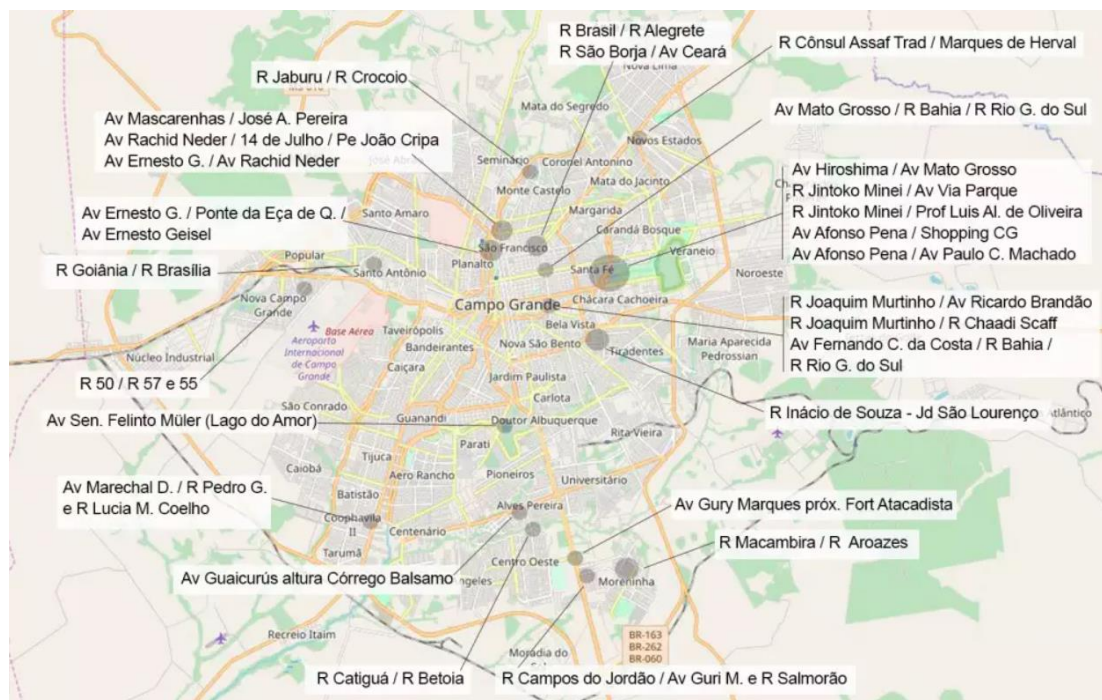 R Brasil / R Alegrete
R São Borja / Av Ceará
R Cônsul Assaf Trad / Marques de Herval
Nova Lima
R Jaburu / R Crocoio
Mata do Segredo
Av Mato Grosso / R Bahia / R Rio G. do Sul
Av Mascarenhas / José A. Pereira
Av Rachid Neder / 14 de Julho / Pe João Cripa
Av Ernesto G. / Av Rachid Neder
José Abrão
Seminário
Coronel Antonino
Novos Estados
Monte Castelo
Mata do Jacinto
Av Hiroshima / Av Mato Grosso
R Jintoko Minei / Av Via Parque
R Jintoko Minei / Prof Luis Al. de Oliveira
Av Afonso Pena / Shopping CG
Av Afonso Pena / Av Paulo C. Machado
Av Ernesto G. / Ponte da Eça de Q. /
Av Ernesto Geisel
Santo Amaro
Margarida
Carandá Bosque
São Francisco
Veraneio
Popular
Planalto
Santa Fé
Noroeste
R Goiânia / R Brasília
Santo Antônio
Nova Campo
Grande
Campo Grande
Chácara Cachoeira
R Joaquim Murtinho / Av Ricardo Brandão
R Joaquim Murtinho / R Chaadi Scaff
Av Fernando C. da Costa / R Bahia /
R Rio G. do Sul
Base Aérea
Taveirópolis
Bela Vista
Aeroporto
Internacional
de Campo
Grande
Bandeirantes
Nova São Bento
Tiradentes
Maria Aparecida
Pedrossian
Núcleo Industrial
Caiçara
Jardim Paulista
R 50 / R 57 e 55
Carlota
São Conrado
Guanandi
Doutor Albuquerque
R Inácio de Souza - Jd São Lourenço
Av Sen. Felinto Müler (Lago do Amor)
Rita Vieira
Parati
Tijuca
Caiobá
Aero Rancho
Pioneiros
Universitário
Av Marechal D. / R Pedro G.
e R Lucia M. Coelho
Batistão
Alves Pereira
Av Gury Marques próx. Fort Atacadista
Coophavila
II
Centenário
R Macambira / R Aroazes
Tarumã
Centro Oeste
Av Guaicurús altura Córrego Balsamo
Moreninha
Recreio Itaim
BR-163
BR-262
BR-060
Moradia do
R Catiguá / R Betoia
R Campos do Jordão / Av Guri M. e R Salmorão